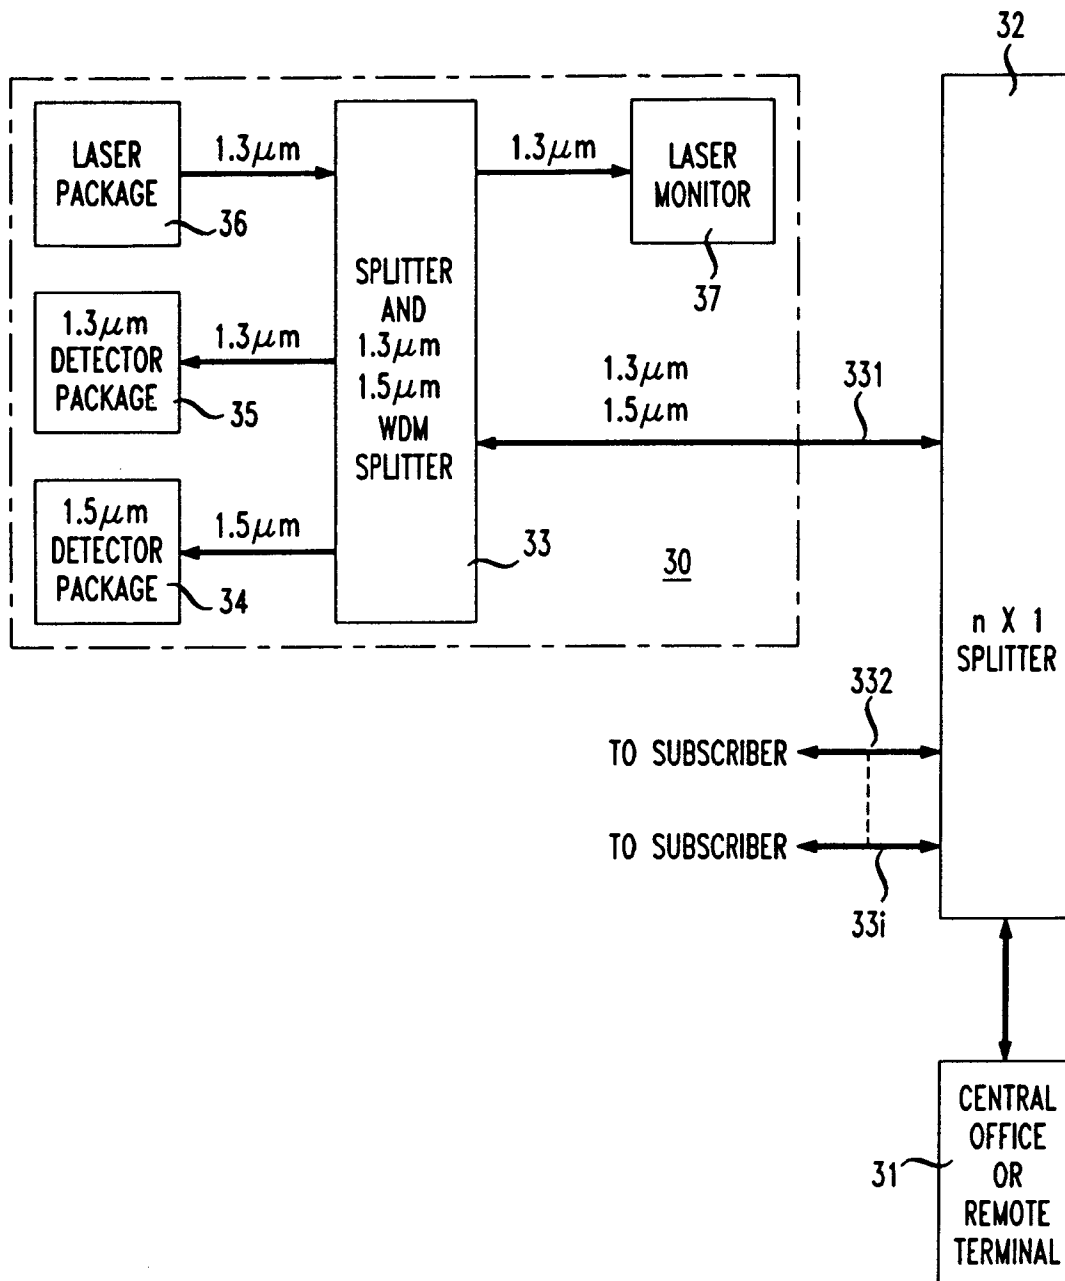 32
LASER
PACKAGE
36
1.3μm
1.3μm
LASER
MONITOR
37
1.3μm
DETECTOR
PACKAGE
35
1.3μm
SPLITTER
AND
1.3μm
1.5μm
WDM
SPLITTER
33
1.3μm
1.5μm
331
1.5μm
DETECTOR
PACKAGE
34
1.5μm
30
n X 1
SPLITTER
332
TO SUBSCRIBER
TO SUBSCRIBER
33i
31
CENTRAL
OFFICE
OR
REMOTE
TERMINAL